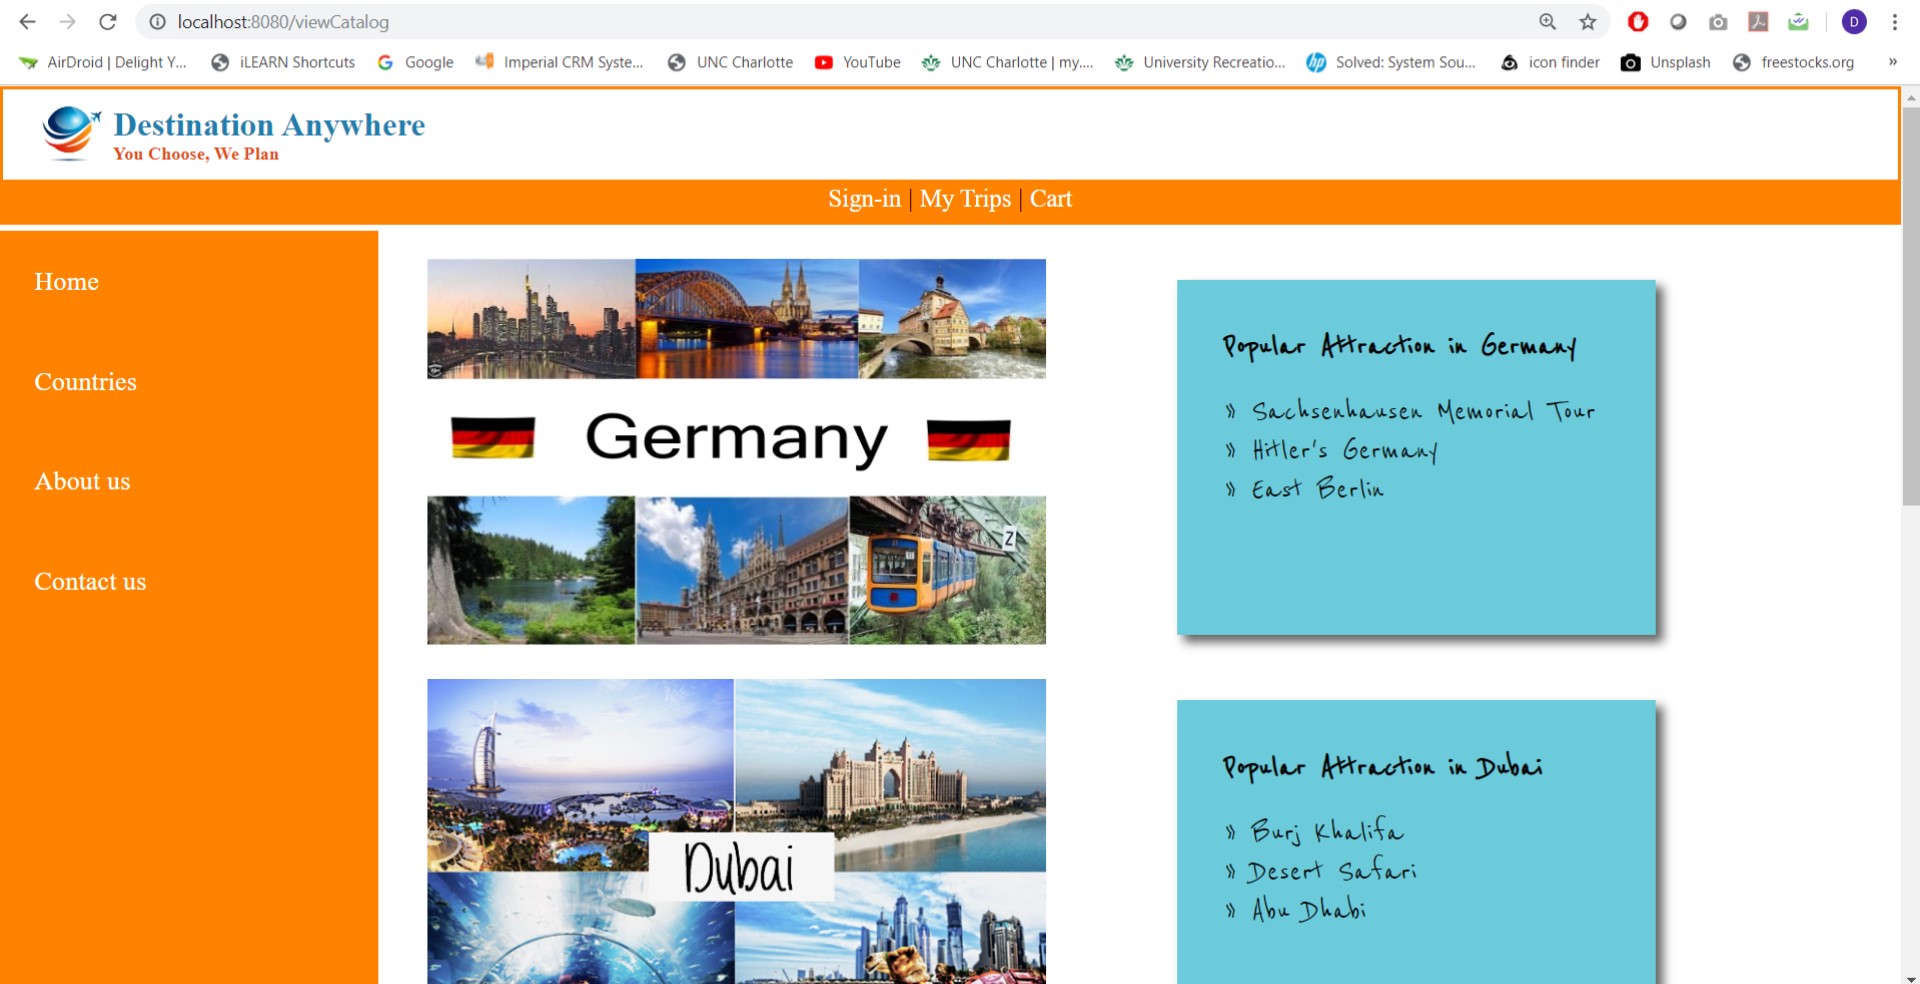 localhost:8080/viewCatalog
D
AirDroid | Delight Y... iLEARN Shortcuts Google Imperial CRM Syste... UNC Charlotte YouTube UNC Charlotte | my.... University Recreatio... Solved: System Sou... icon finder Unsplash freestocks.org »
Destination Anywhere
You Choose, We Plan
Sign-in | My Trips | Cart
Home
Countries
About us
Contact us
Germany
Z
Popular Attraction in Germany
» Sachsenhausen Memorial Tour
» Hitler's Germany
» East Berlin
Dubai
Popular Attraction in Dubai
» Burj Khalifa
» Desert Safari
» Abu Dhabi